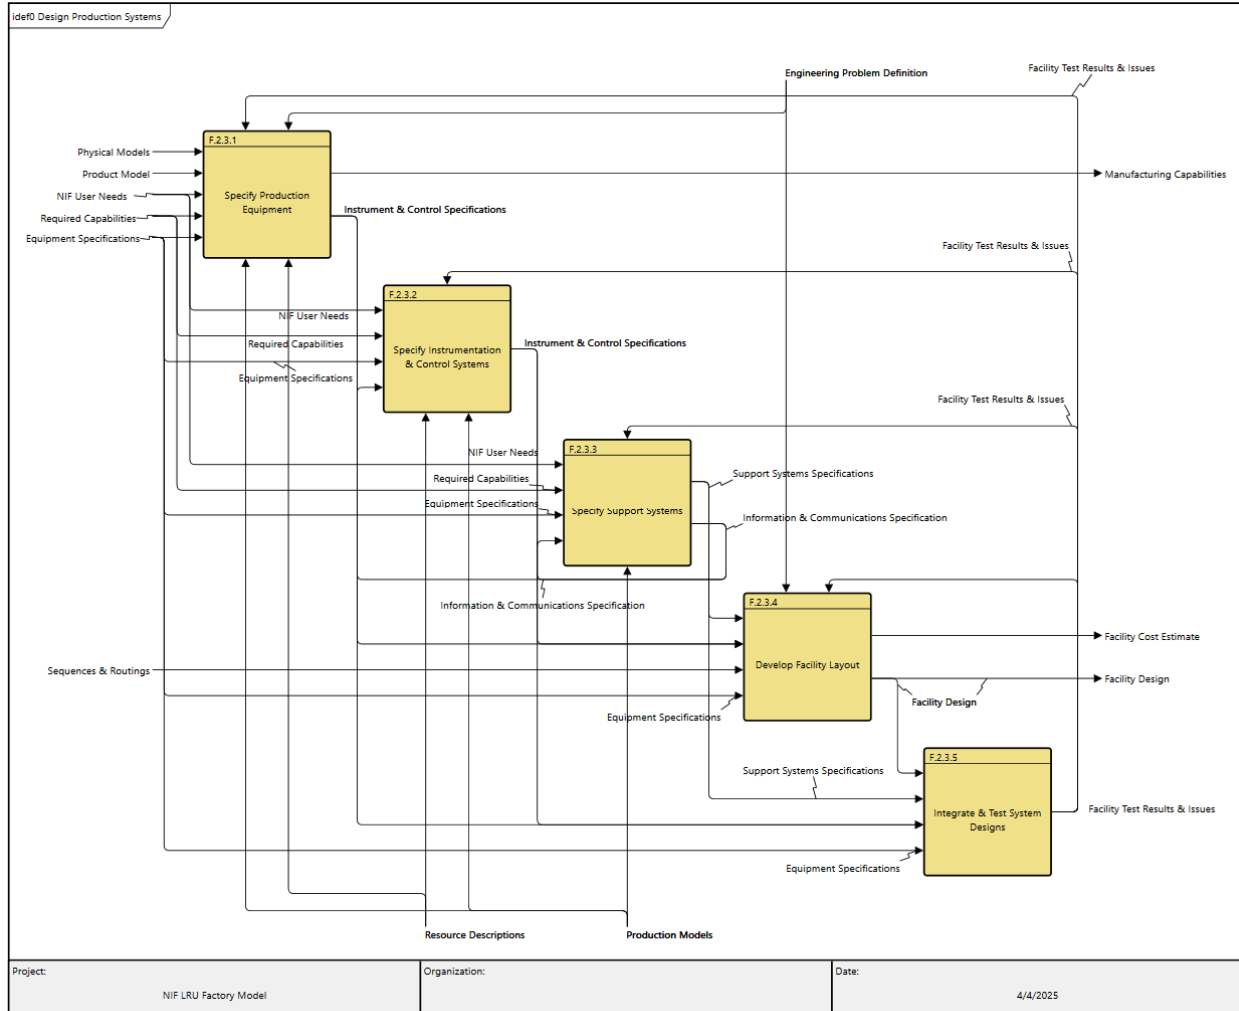 idef0 Design Production Systems
Engineering Problem Definition
Facility Test Results & Issues
F.2.3.1
Specify Production
Equipment
Physical Models
Product Model
NIF User Needs
Required Capabilities
Equipment Specifications
Manufacturing Capabilities
Instrument & Control Specifications
Facility Test Results & Issues
F.2.3.2
Specify Instrumentation
& Control Systems
NIF User Needs
Required Capabilities
Equipment Specifications
Instrument & Control Specifications
Facility Test Results & Issues
F.2.3.3
Specify Support Systems
NIF User Needs
Required Capabilities
Equipment Specifications
Support Systems Specifications
Information & Communications Specification
Information & Communications Specification
F.2.3.4
Develop Facility Layout
Sequences & Routings
Equipment Specifications
Facility Cost Estimate
Facility Design
Facility Design
F.2.3.5
Integrate & Test System
Designs
Support Systems Specifications
Facility Test Results & Issues
Equipment Specifications
Resource Descriptions
Production Models
Project:
NIF LRU Factory Model
Organization:
Date:
4/4/2025